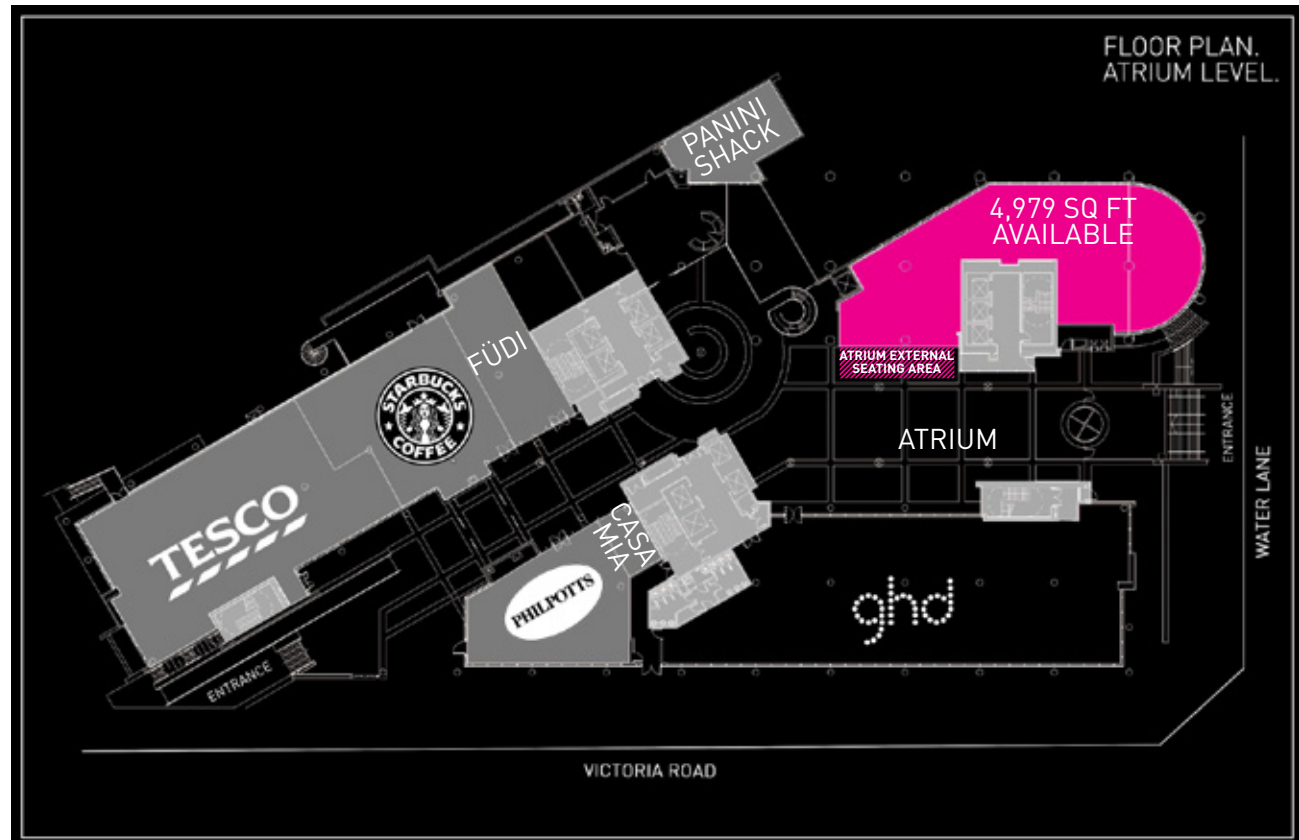 FLOOR PLAN.
ATRIUM LEVEL.
PANINI
SHACK
4,979 SQ FT
AVAILABLE
FÜDI
ATRIUM EXTERNAL
SEATING AREA
STARBUCKS
COFFEE
ATRIUM
ENTRANCE
WATER LANE
TESCO
CASA
MIA
PHILPOTTS
ghd
ENTRANCE
VICTORIA ROAD